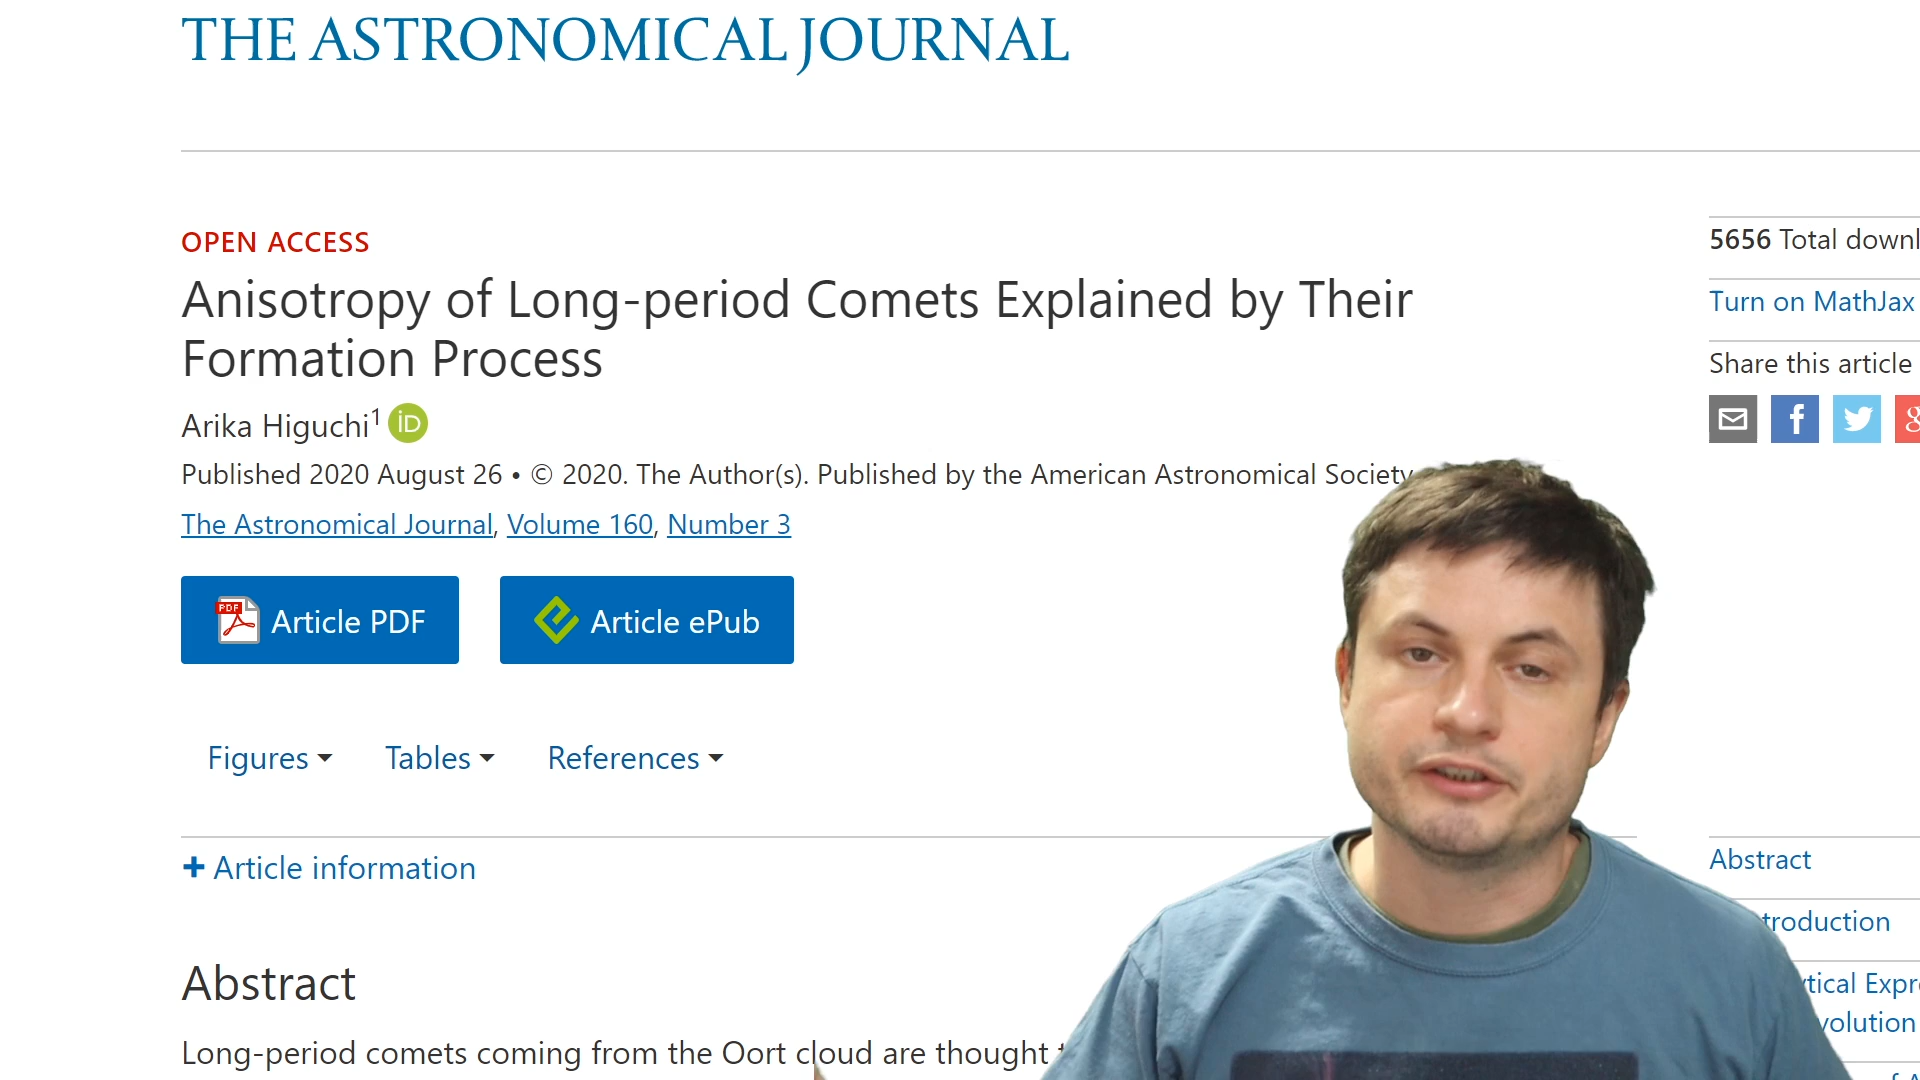 THE ASTRONOMICAL JOURNAL
OPEN ACCESS
Anisotropy of Long-period Comets Explained by Their
Formation Process
Arika Higuchi1 iD
Published 2020 August 26 • © 2020. The Author(s). Published by the American Astronomical Society
The Astronomical Journal, Volume 160, Number 3
PDF Article PDF
Article ePub
Figures
Tables
References
+ Article information
Abstract
Long-period comets coming from the Oort cloud are thought
5656 Total
Turn on MathJax
Share this article
Abstract